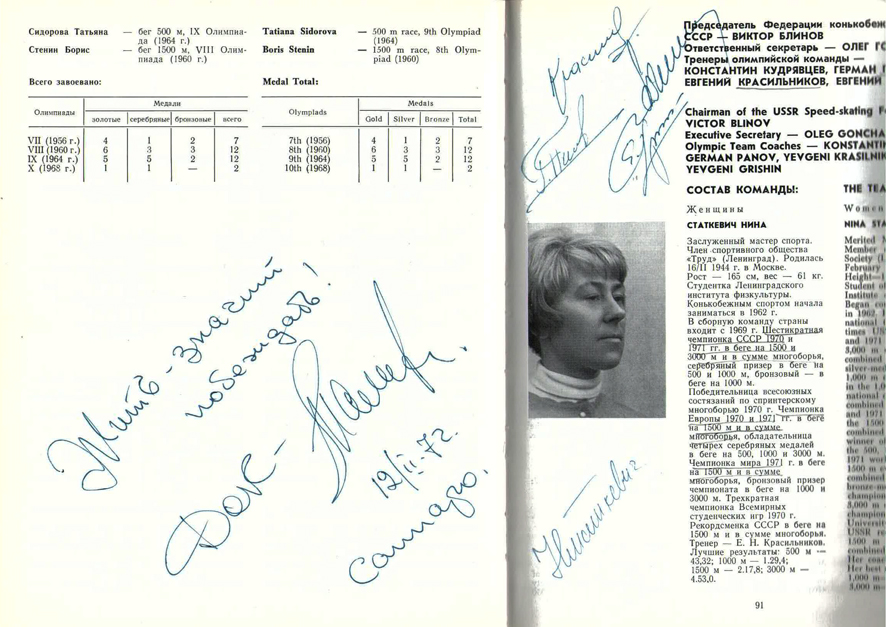 Сидорова Татьяна — бег 500 м, IX Олимпиа-
да (1964 г.)
Стенин Борис — бег 1500 м, VIII Олим-
пиада (1960 г.)
Всего завоевано:
Олимпиады Медали
золотые серебряные бронзовые всего
VII (1956 г.) 4 1 2 7
VIII (1960 г.) 6 3 3 12
IX (1964 г.) 5 5 2 12
X (1968 г.) 1 1 — 2
Tatiana Sidorova — 500 m race, 9th Olympiad
(1964)
Boris Stenin — 1500 m race, 8th Olym-
piad (1960)
Medal Total:
Olympiads Medals
Gold Silver Bronze Total
7th (1956) 4 1 2 7
8th (1960) 6 3 3 12
9th (1964) 5 5 2 12
10th (1968) 1 1 — 2
Жить - значит
побеждать!
12/II-72.
Саппоро.
Председатель Федерации конькобеж
СССР — ВИКТОР БЛИНОВ
Ответственный секретарь — ОЛЕГ ГО
Тренеры олимпийской команды —
КОНСТАНТИН КУДРЯВЦЕВ, ГЕРМАН
ЕВГЕНИЙ КРАСИЛЬНИКОВ, ЕВГЕНИЙ
Chairman of the USSR Speed-skating
VICTOR BLINOV
Executive Secretary — OLEG GONCHA
Olympic Team Coaches — KONSTANTIN
GERMAN PANOV, YEVGENI KRASILNIK
YEVGENI GRISHIN
СОСТАВ КОМАНДЫ:
Женщины
СТАТКЕВИЧ НИНА
Заслуженный мастер спорта.
Член спортивного общества
«Труд» (Ленинград). Родилась
16/II 1944 г. в Москве.
Рост — 165 см, вес — 61 кг.
Студентка Ленинградского
института физкультуры.
Конькобежным спортом начала
заниматься в 1962 г.
В сборную команду страны
входит с 1969 г. Шестикратная
чемпионка СССР 1970 и
1971 гг. в беге на 1500 и
3000 м и в сумме многоборья,
серебряный призер в беге на
500 и 1000 м, бронзовый — в
беге на 1000 м.
Победительница всесоюзных
состязаний по спринтерскому
многоборью 1970 г. Чемпионка
Европы 1970 и 1971 гг. в беге
на 1500 м и в сумме
многоборья, обладательница
четырех серебряных медалей
в беге на 500, 1000 и 3000 м.
Чемпионка мира 1971 г. в беге
на 1500 м и в сумме
многоборья, бронзовый призер
чемпионата в беге на 1000 и
3000 м. Трехкратная
чемпионка Всемирных
студенческих игр 1970 г.
Рекордсменка СССР в беге на
1500 м и в сумме многоборья.
Тренер — Е. Н. Красильников.
Лучшие результаты: 500 м —
43,32; 1000 м — 1.29,4;
1500 м — 2.17,8; 3000 м —
4.53,0.
THE TEA
Women
NINA STA
Нистаткевич
91